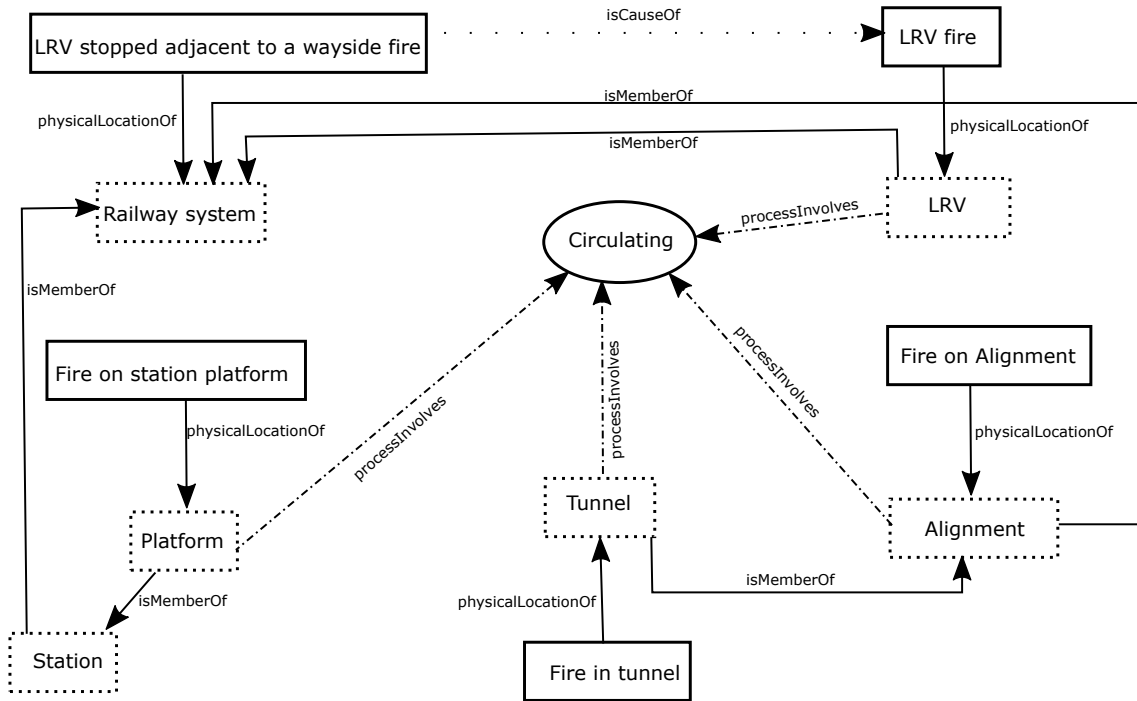 isCauseOf
LRV stopped adjacent to a wayside fire
LRV fire
isMemberOf
physicalLocationOf
physicalLocationOf
isMemberOf
Railway system
LRV
processInvolves
Circulating
isMemberOf
Fire on station platform
processInvolves
Fire on Alignment
processInvolves
physicalLocationOf
physicalLocationOf
processInvolves
Tunnel
Platform
Alignment
isMemberOf
isMemberOf
physicalLocationOf
Station
Fire in tunnel